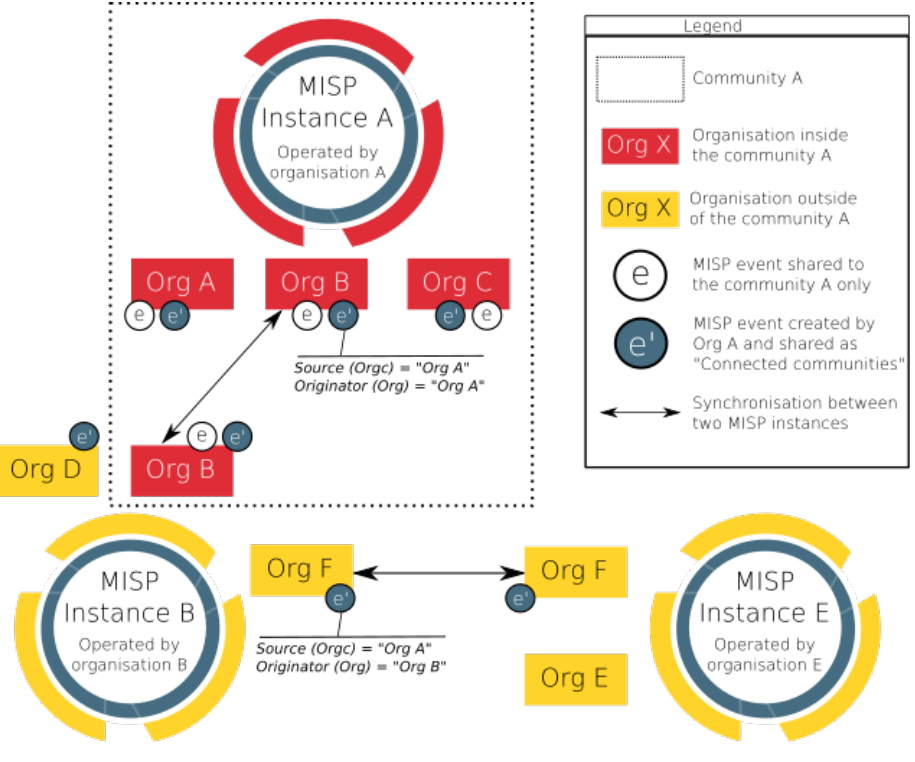 MISP
Instance A
Operated by
organisation A
Org A
Org B
Org C
e
e'
e
e'
e'
e
Source (Orgc) = "Org A"
Originator (Org) = "Org A"
e'
e
e'
Org D
Org B
MISP
Instance B
Operated by
organisation B
Org F
e'
Source (Orgc) = "Org A"
Originator (Org) = "Org B"
Org F
e'
Org E
MISP
Instance E
Operated by
organisation E
Legend
Community A
Org X
Organisation inside
the community A
Org X
Organisation outside
of the community A
e
MISP event shared to
the community A only
e'
MISP event created by
Org A and shared as
"Connected communities"
Synchronisation between
two MISP instances